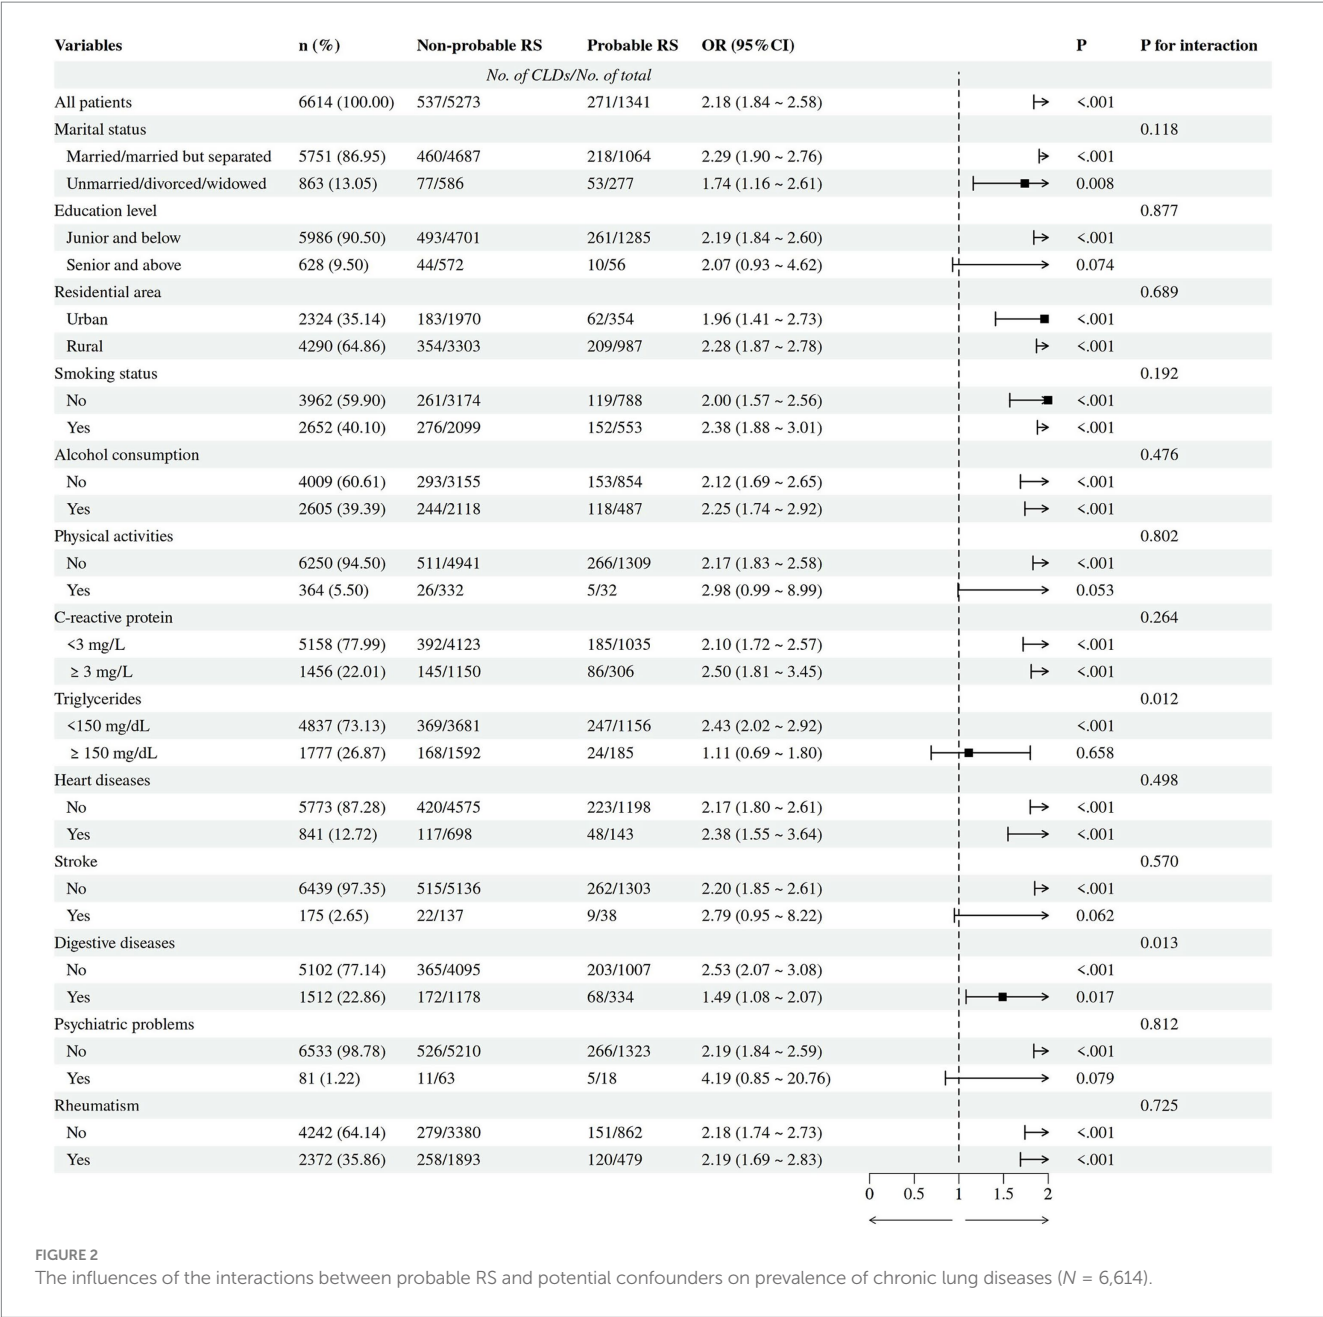 Variables n (%) Non-probable RS Probable RS OR (95%CI) P P for interaction
No. of CLDs/No. of total
All patients 6614 (100.00) 537/5273 271/1341 2.18 (1.84 ~ 2.58) <.001
Marital status 0.118
Married/married but separated 5751 (86.95) 460/4687 218/1064 2.29 (1.90 ~ 2.76) <.001
Unmarried/divorced/widowed 863 (13.05) 77/586 53/277 1.74 (1.16 ~ 2.61) 0.008
Education level 0.877
Junior and below 5986 (90.50) 493/4701 261/1285 2.19 (1.84 ~ 2.60) <.001
Senior and above 628 (9.50) 44/572 10/56 2.07 (0.93 ~ 4.62) 0.074
Residential area 0.689
Urban 2324 (35.14) 183/1970 62/354 1.96 (1.41 ~ 2.73) <.001
Rural 4290 (64.86) 354/3303 209/987 2.28 (1.87 ~ 2.78) <.001
Smoking status 0.192
No 3962 (59.90) 261/3174 119/788 2.00 (1.57 ~ 2.56) <.001
Yes 2652 (40.10) 276/2099 152/553 2.38 (1.88 ~ 3.01) <.001
Alcohol consumption 0.476
No 4009 (60.61) 293/3155 153/854 2.12 (1.69 ~ 2.65) <.001
Yes 2605 (39.39) 244/2118 118/487 2.25 (1.74 ~ 2.92) <.001
Physical activities 0.802
No 6250 (94.50) 511/4941 266/1309 2.17 (1.83 ~ 2.58) <.001
Yes 364 (5.50) 26/332 5/32 2.98 (0.99 ~ 8.99) 0.053
C-reactive protein 0.264
<3 mg/L 5158 (77.99) 392/4123 185/1035 2.10 (1.72 ~ 2.57) <.001
≥ 3 mg/L 1456 (22.01) 145/1150 86/306 2.50 (1.81 ~ 3.45) <.001
Triglycerides 0.012
<150 mg/dL 4837 (73.13) 369/3681 247/1156 2.43 (2.02 ~ 2.92) <.001
≥ 150 mg/dL 1777 (26.87) 168/1592 24/185 1.11 (0.69 ~ 1.80) 0.658
Heart diseases 0.498
No 5773 (87.28) 420/4575 223/1198 2.17 (1.80 ~ 2.61) <.001
Yes 841 (12.72) 117/698 48/143 2.38 (1.55 ~ 3.64) <.001
Stroke 0.570
No 6439 (97.35) 515/5136 262/1303 2.20 (1.85 ~ 2.61) <.001
Yes 175 (2.65) 22/137 9/38 2.79 (0.95 ~ 8.22) 0.062
Digestive diseases 0.013
No 5102 (77.14) 365/4095 203/1007 2.53 (2.07 ~ 3.08) <.001
Yes 1512 (22.86) 172/1178 68/334 1.49 (1.08 ~ 2.07) 0.017
Psychiatric problems 0.812
No 6533 (98.78) 526/5210 266/1323 2.19 (1.84 ~ 2.59) <.001
Yes 81 (1.22) 11/63 5/18 4.19 (0.85 ~ 20.76) 0.079
Rheumatism 0.725
No 4242 (64.14) 279/3380 151/862 2.18 (1.74 ~ 2.73) <.001
Yes 2372 (35.86) 258/1893 120/479 2.19 (1.69 ~ 2.83) <.001
0 0.5 1 1.5 2
FIGURE 2
The influences of the interactions between probable RS and potential confounders on prevalence of chronic lung diseases (N = 6,614).